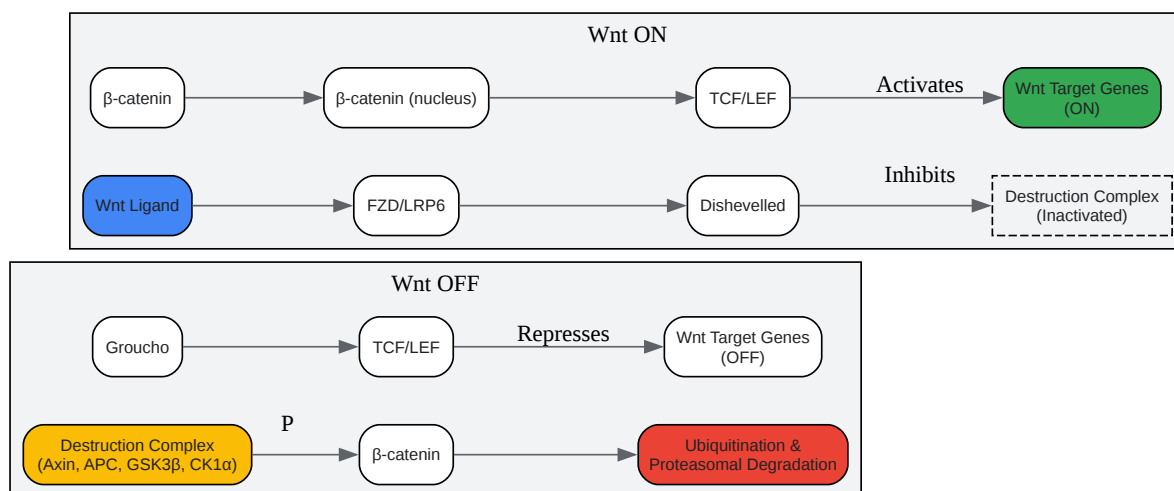 Wnt ON
β-catenin
β-catenin (nucleus)
TCF/LEF
Activates
Wnt Target Genes
(ON)
Wnt Ligand
FZD/LRP6
Dishevelled
Inhibits
Destruction Complex
(Inactivated)
Wnt OFF
Groucho
TCF/LEF
Represses
Wnt Target Genes
(OFF)
Destruction Complex
(Axin, APC, GSK3β, CK1α)
P
β-catenin
Ubiquitination &
Proteasomal Degradation